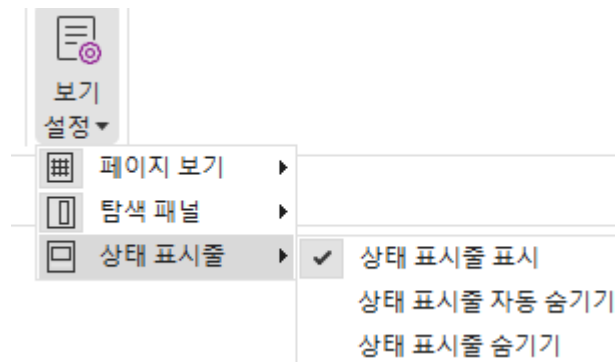 보기
설정
페이지 보기
탐색 패널
상태 표시줄
상태 표시줄 표시
상태 표시줄 자동 숨기기
상태 표시줄 숨기기